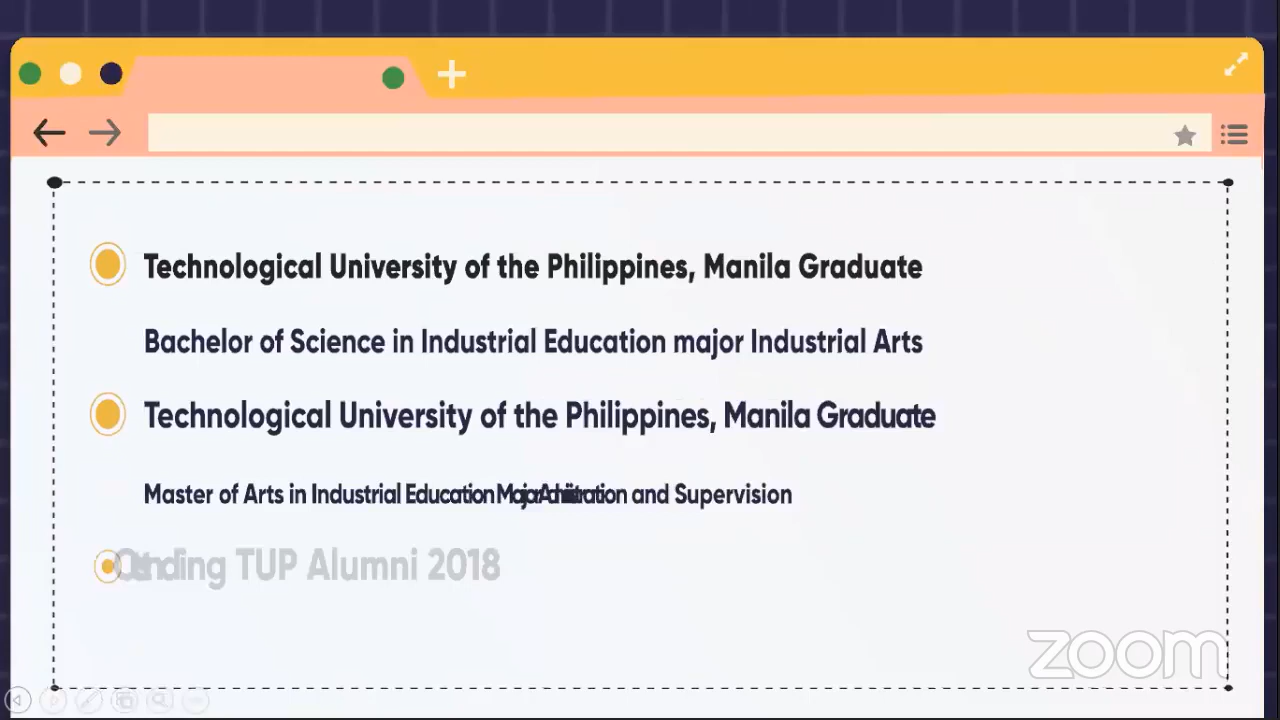 Technological University of the Philippines, Manila Graduate
Bachelor of Science in Industrial Education major Industrial Arts
Technological University of the Philippines, Manila Graduate
Master of Arts in Industrial Education and Supervision
TUP Alumni 2018
zoom